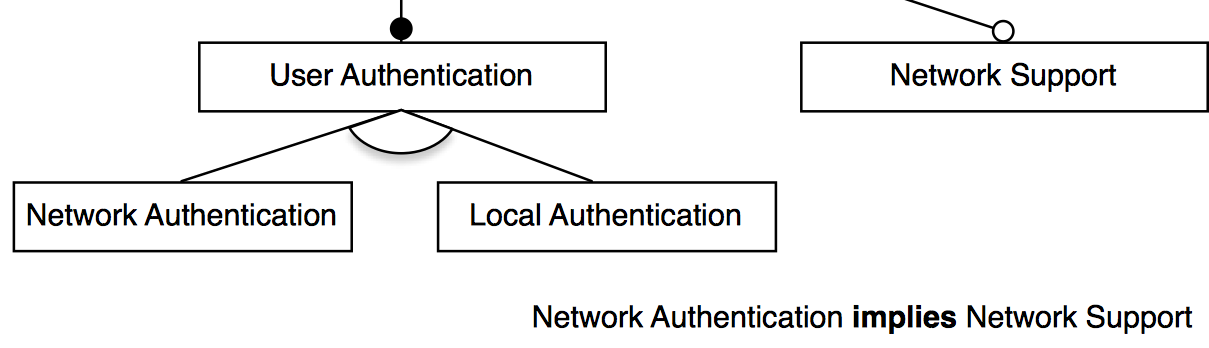 User Authentication
Network Support
Network Authentication
Local Authentication
Network Authentication implies Network Support